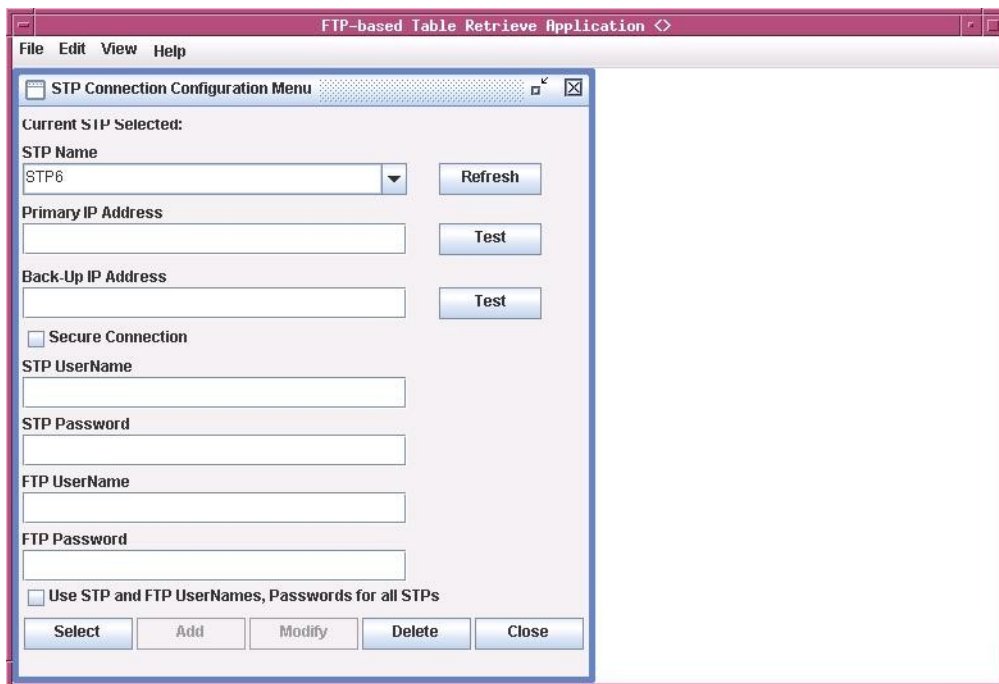 FTP-based Table Retrieve Application <>
File Edit View Help
STP Connection Configuration Menu
Current STP Selected:
STP Name
STP6 Refresh
Primary IP Address
Test
Back-Up IP Address
Test
Secure Connection
STP UserName
STP Password
FTP UserName
FTP Password
Use STP and FTP UserNames, Passwords for all STPs
Select Add Modify Delete Close